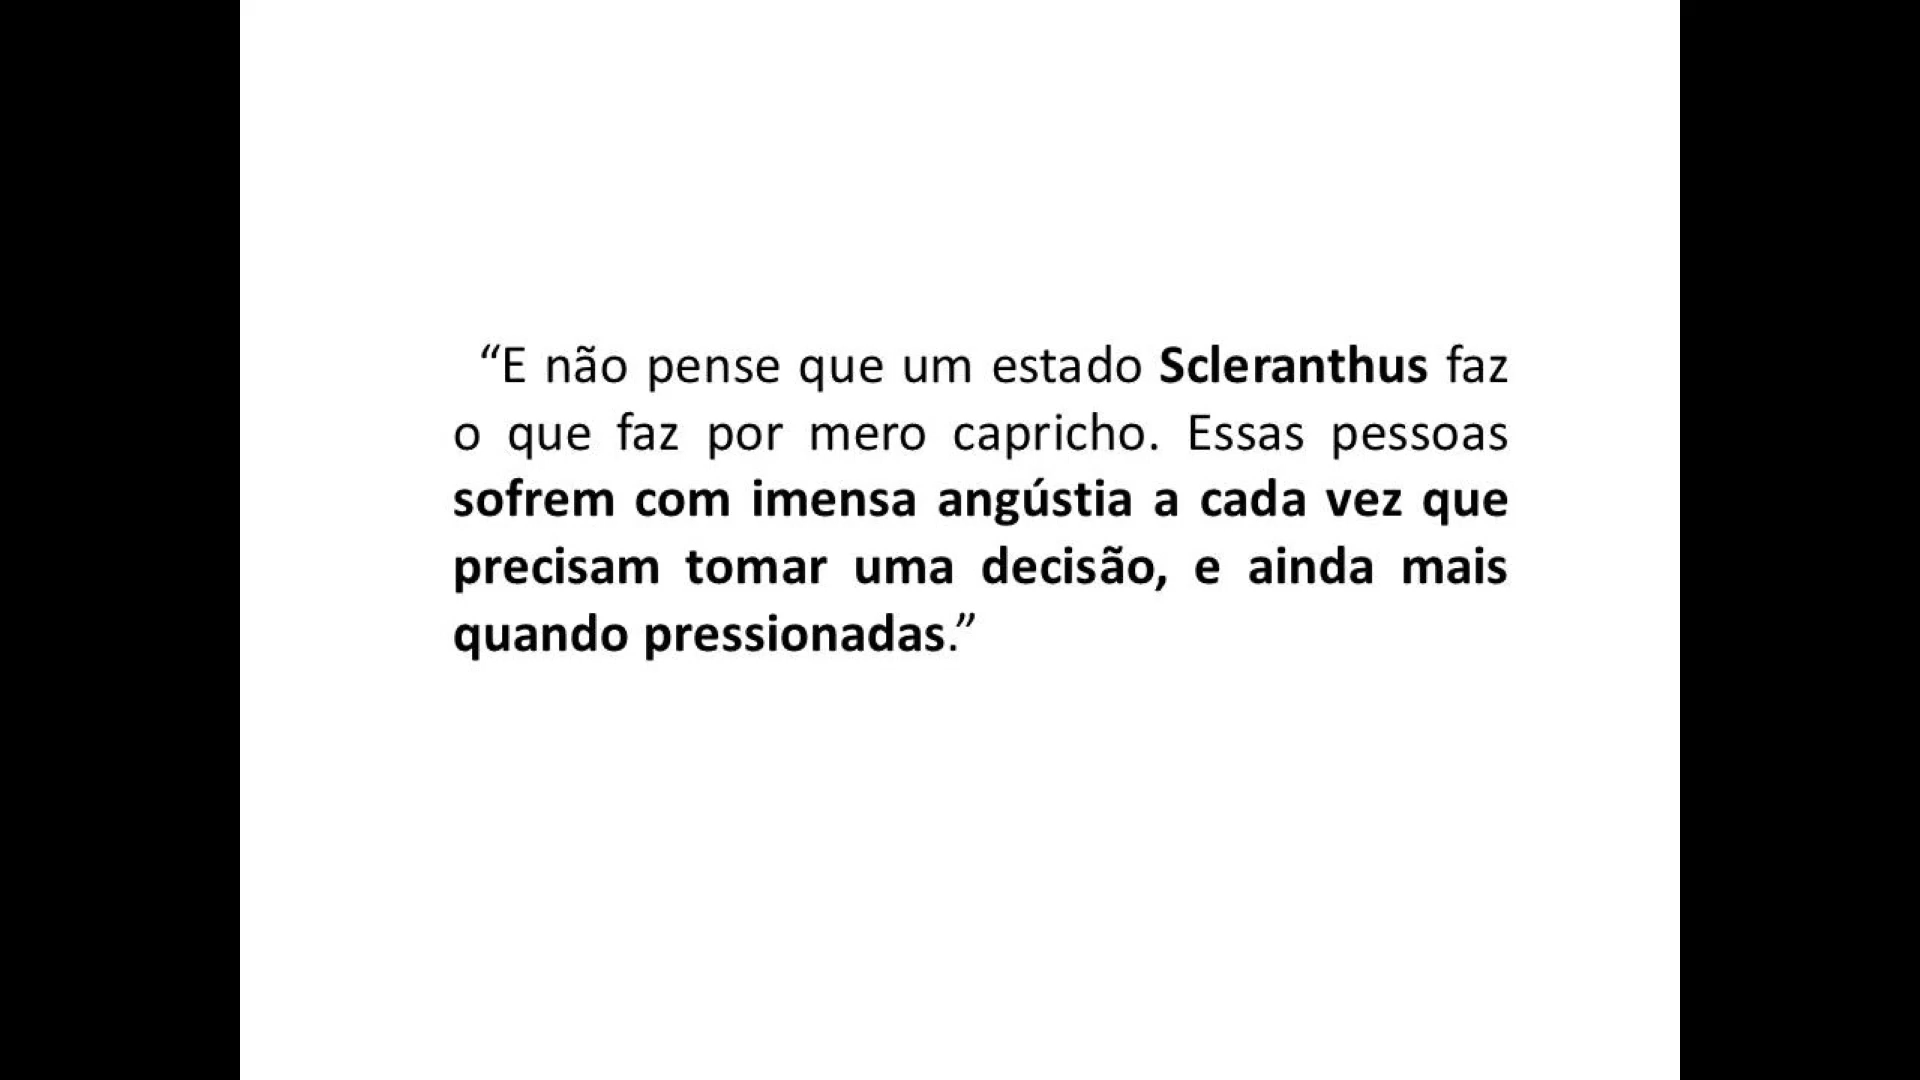 “E não pense que um estado Scleranthus faz
o que faz por mero capricho. Essas pessoas
sofrem com imensa angústia a cada vez que
precisam tomar uma decisão, e ainda mais
quando pressionadas.”